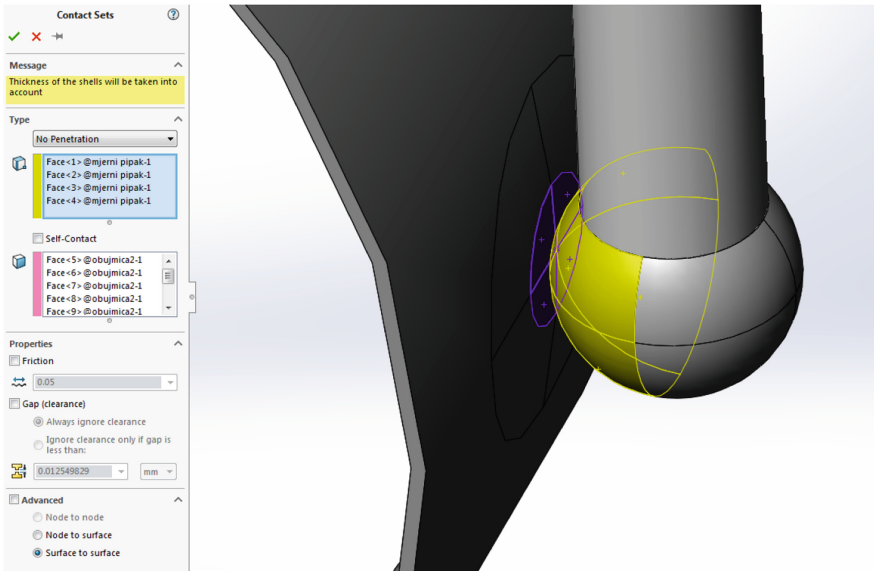 Contact Sets
Message
Thickness of the shells will be taken into
account
Type
No Penetration
Face<1> @mjerni pipak-1
Face<2> @mjerni pipak-1
Face<3> @mjerni pipak-1
Face<4> @mjerni pipak-1
Self-Contact
Face<5> @obujmica2-1
Face<6> @obujmica2-1
Face<7> @obujmica2-1
Face<8> @obujmica2-1
Face<9> @obujmica2-1
Properties
Friction
0.05
Gap (clearance)
Always ignore clearance
Ignore clearance only if gap is
less than:
0.012549829 mm
Advanced
Node to node
Node to surface
Surface to surface